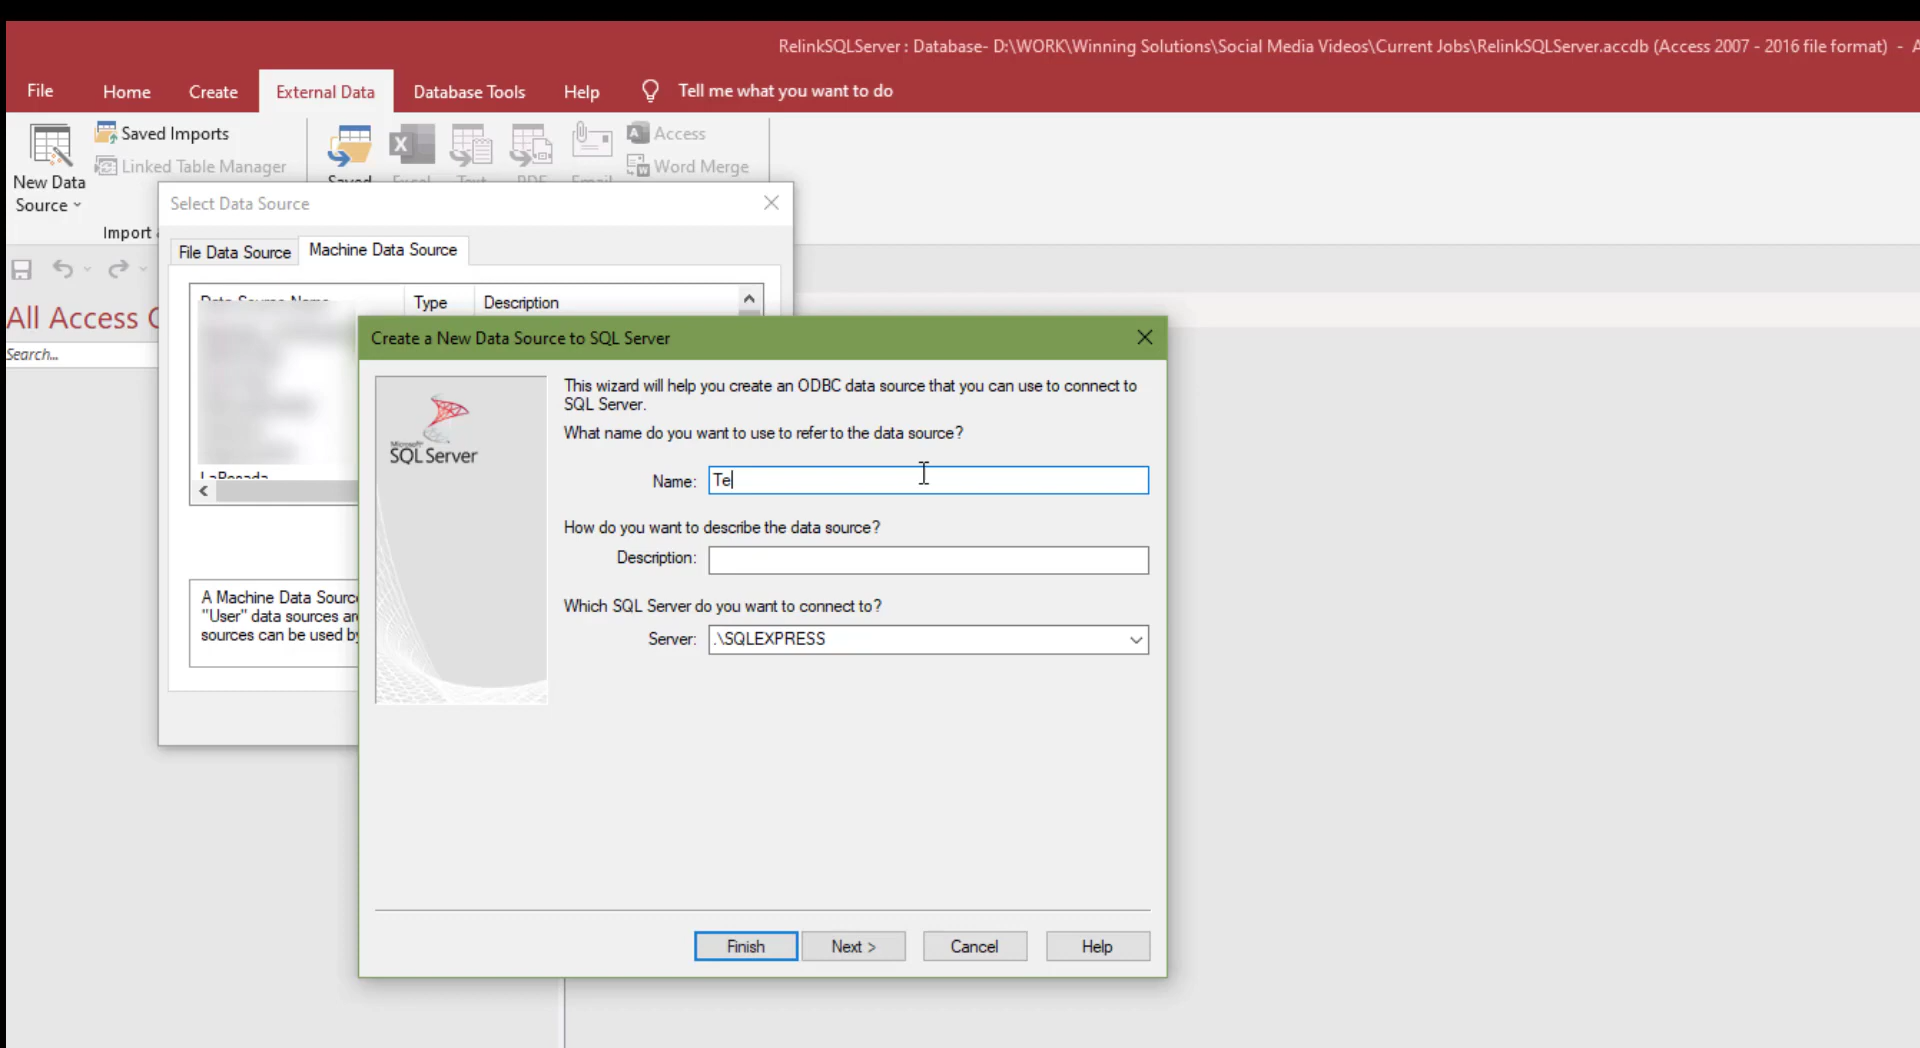 RelinkSQLServer : Database- D:\WORK\Winning Solutions\Social Media Videos\Current Jobs\RelinkSQLServer.accdb (Access 2007 - 2016 file format) - A
File Home Create External Data Database Tools Help Tell me what you want to do
Saved Imports
Linked Table Manager
New Data
Source
Import
Saved Excel Text PDF Email
Access
Word Merge
Select Data Source
File Data Source Machine Data Source
Data Source Name Type Description
LaPosada
A Machine Data Sourc
"User" data sources ar
sources can be used by
All Access
Search...
Create a New Data Source to SQL Server
Microsoft
SQL Server
This wizard will help you create an ODBC data source that you can use to connect to
SQL Server.
What name do you want to use to refer to the data source?
Name: Te
How do you want to describe the data source?
Description:
Which SQL Server do you want to connect to?
Server: .\SQLEXPRESS
Finish Next > Cancel Help